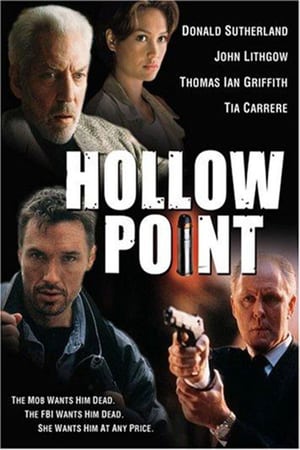 DONALD SUTHERLAND
JOHN LITHGOW
THOMAS IAN GRIFFITH
TIA CARRERE
HOLLOW
POINT
THE MOB WANTS HIM DEAD.
THE FBI WANTS HIM DEAD.
SHE WANTS HIM AT ANY PRICE.